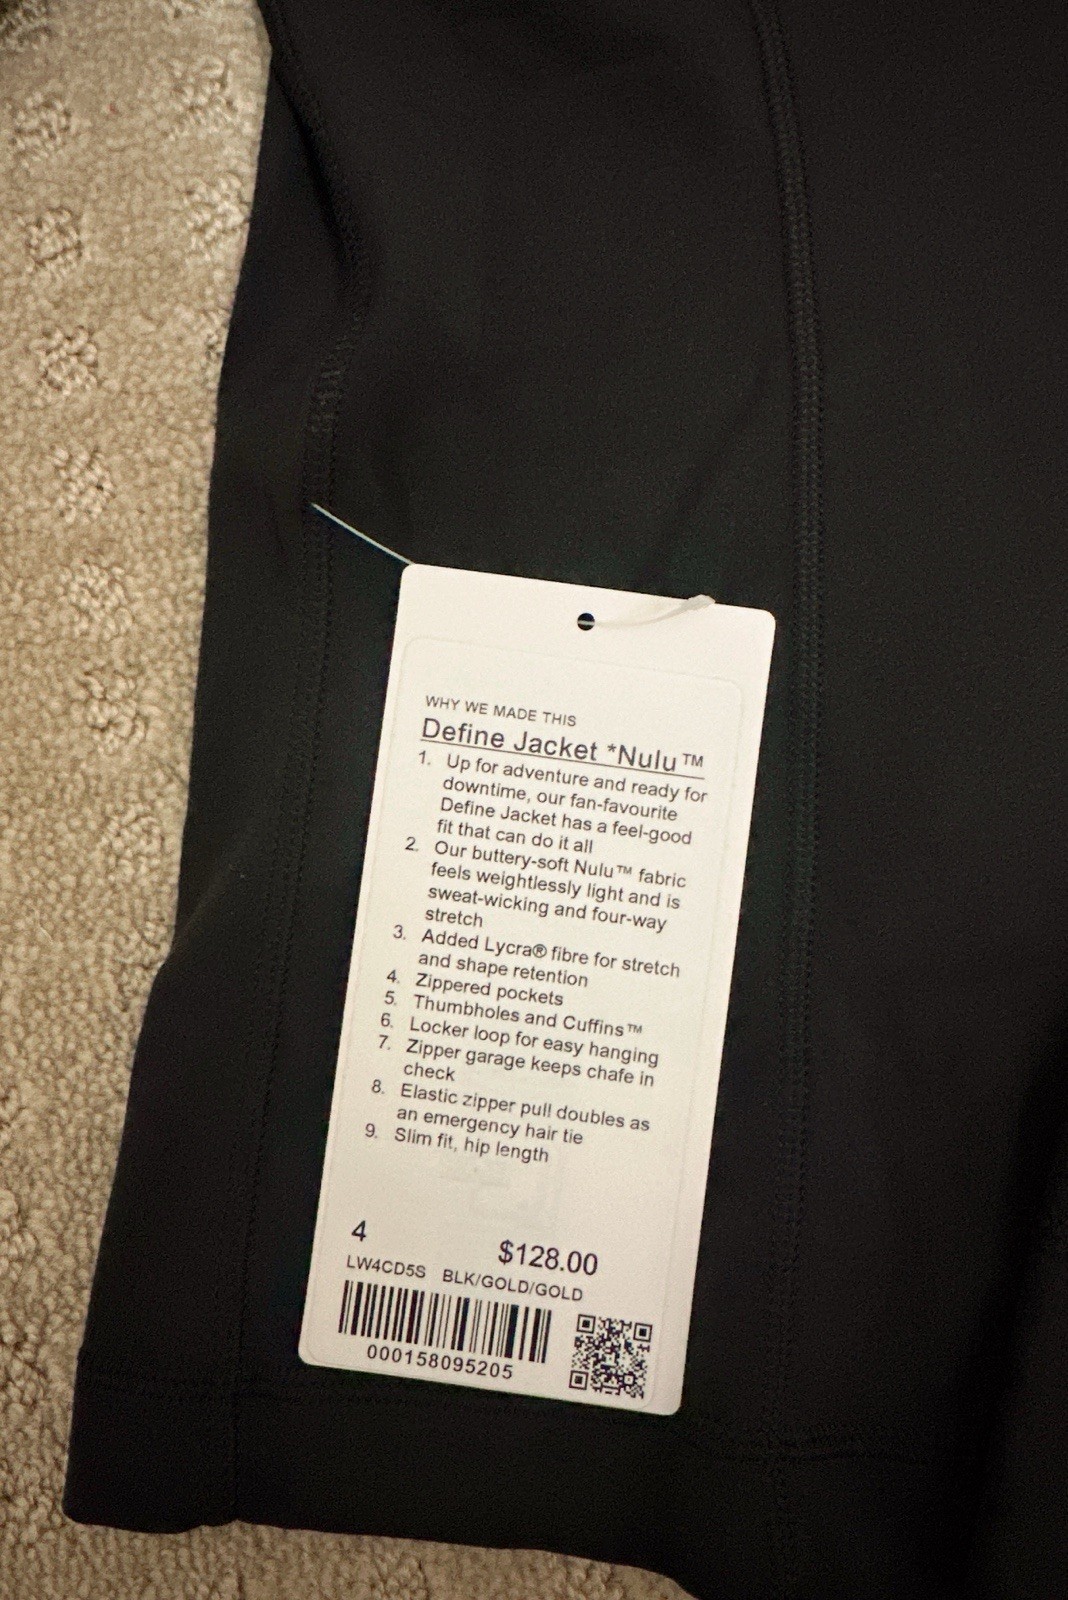 WHY WE MADE THIS
Define Jacket *Nulu™
1. Up for adventure and ready for
downtime, our fan-favourite
Define Jacket has a feel-good
fit that can do it all
2. Our buttery-soft Nulu™ fabric
feels weightlessly light and is
sweat-wicking and four-way
stretch
3. Added Lycra® fibre for stretch
and shape retention
4. Zippered pockets
5. Thumbholes and Cuffins™
6. Locker loop for easy hanging
7. Zipper garage keeps chafe in
check
8. Elastic zipper pull doubles as
an emergency hair tie
9. Slim fit, hip length
4 $128.00
LW4CD5S BLK/GOLD/GOLD
000158095205